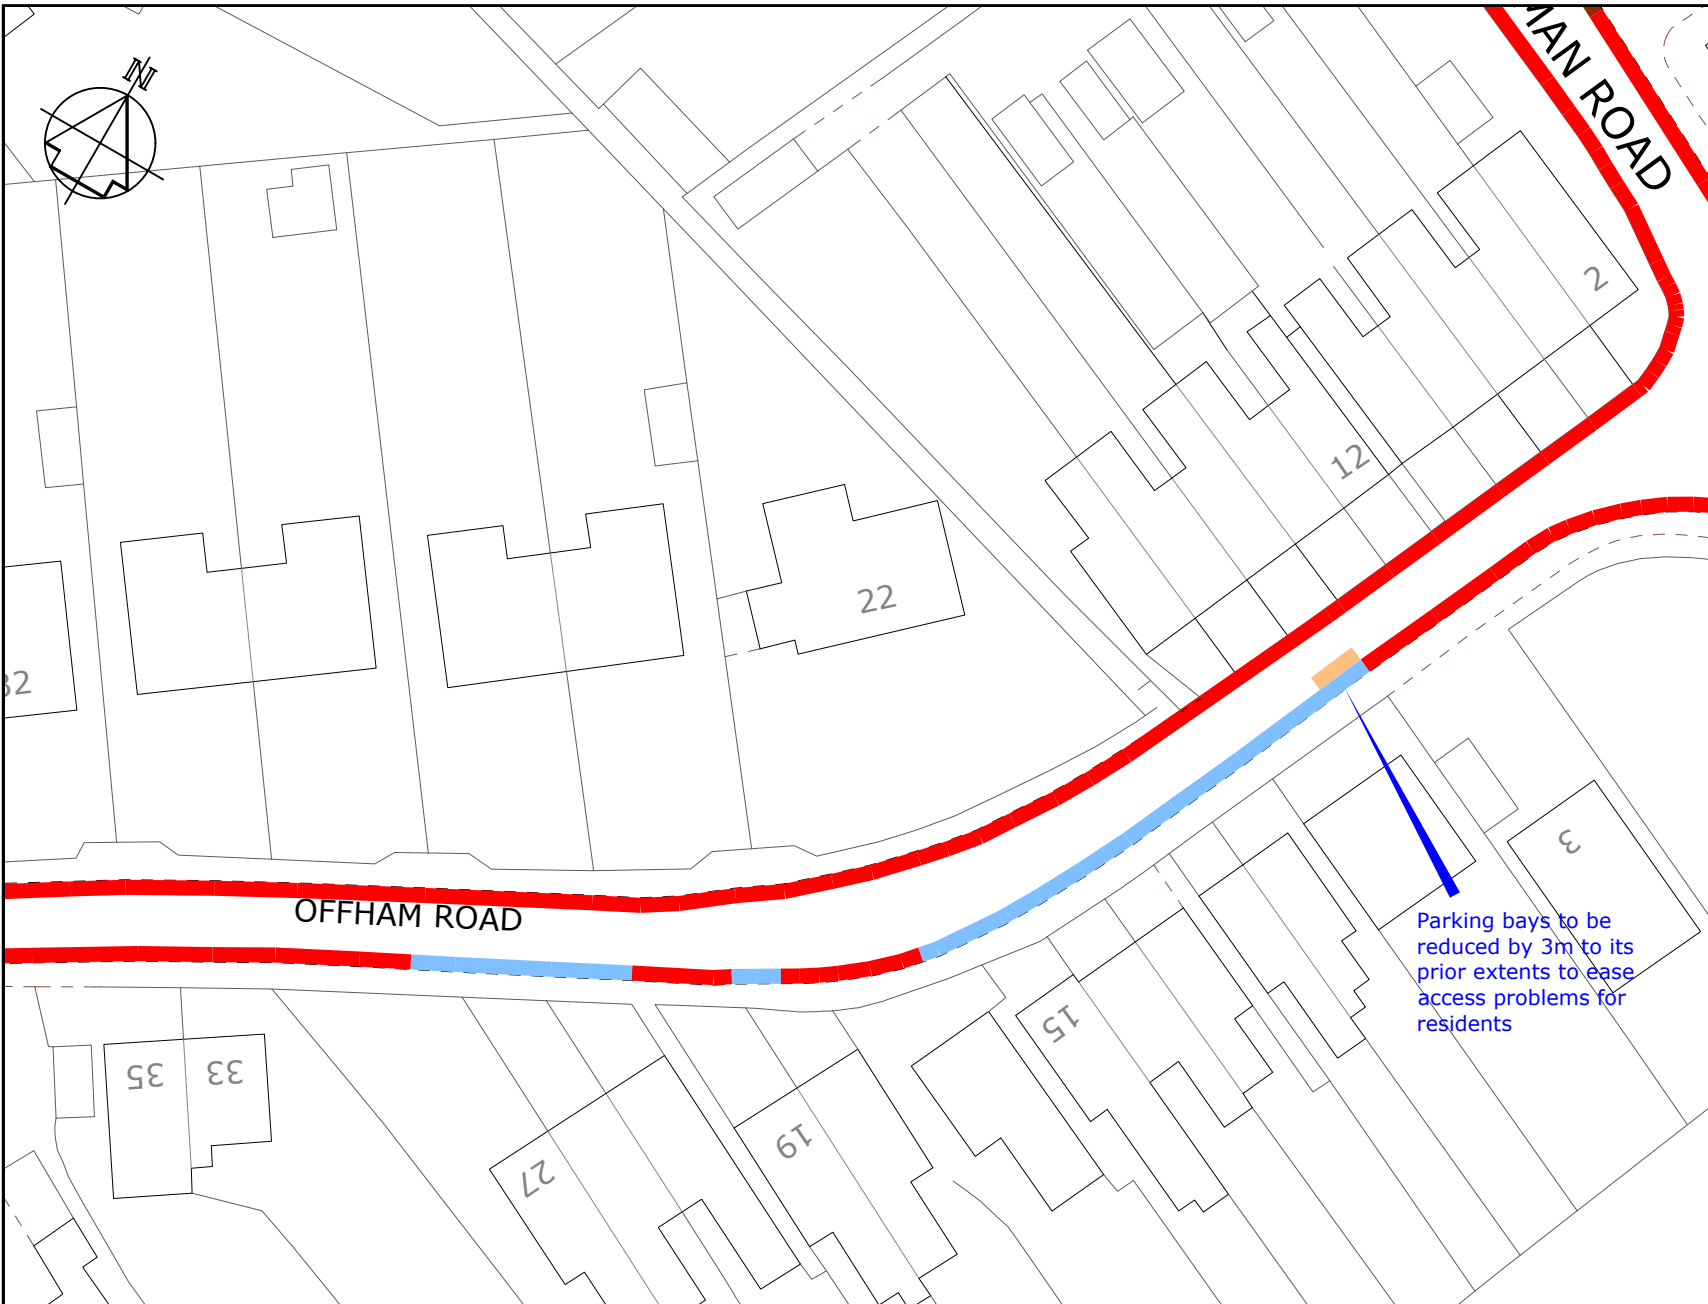 N
MAN ROAD
2
12
22
32
OFFHAM ROAD
3
Parking bays to be
reduced by 3m to its
prior extents to ease
access problems for
residents
15
35
33
19
27